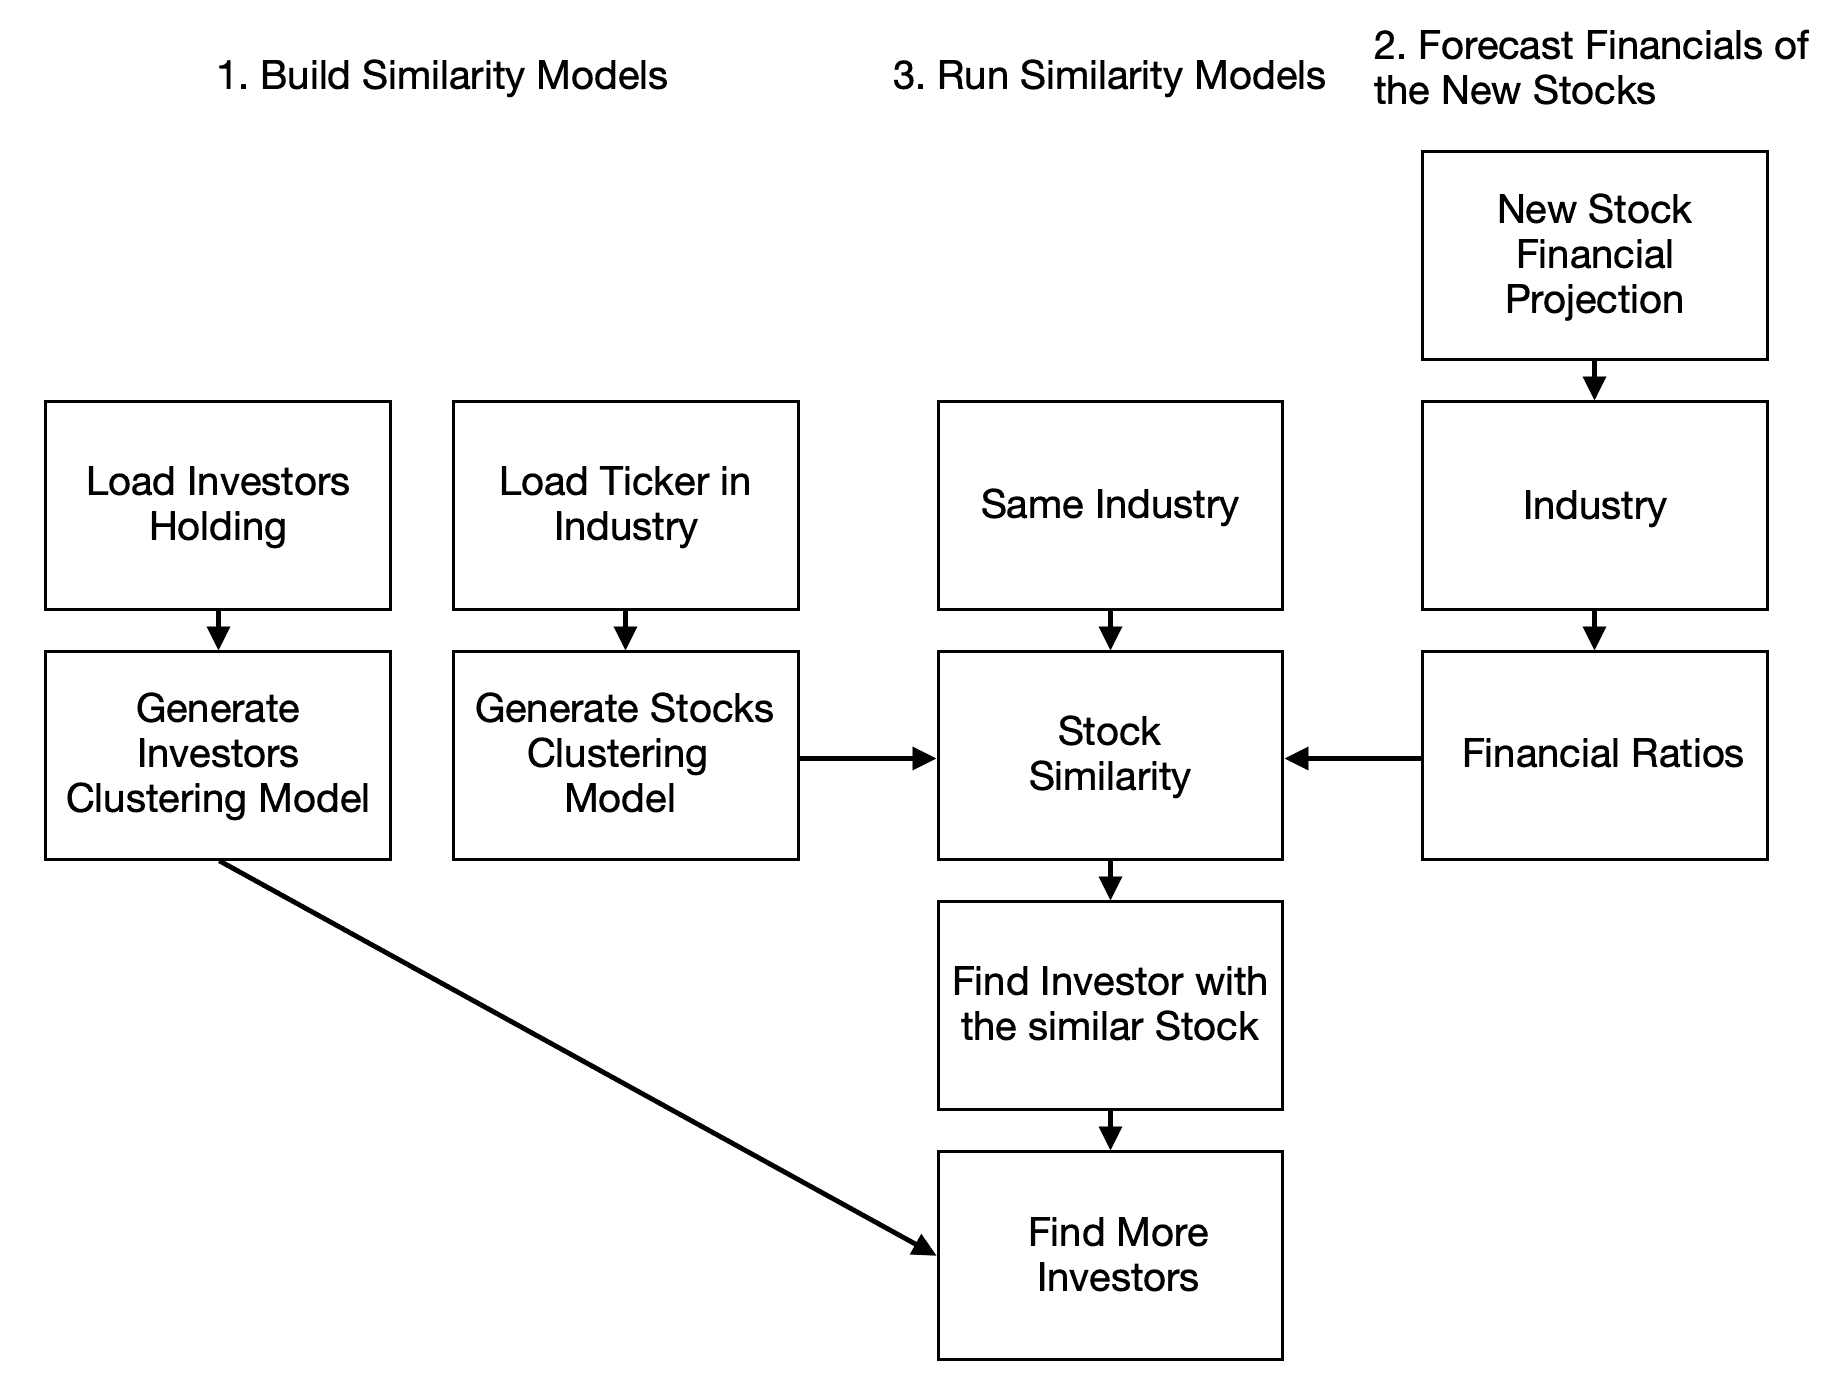 1. Build Similarity Models
3. Run Similarity Models
2. Forecast Financials of
the New Stocks
New Stock
Financial
Projection
Load Investors
Holding
Load Ticker in
Industry
Same Industry
Industry
Generate
Investors
Clustering Model
Generate Stocks
Clustering
Model
Stock
Similarity
Financial Ratios
Find Investor with
the similar Stock
Find More
Investors